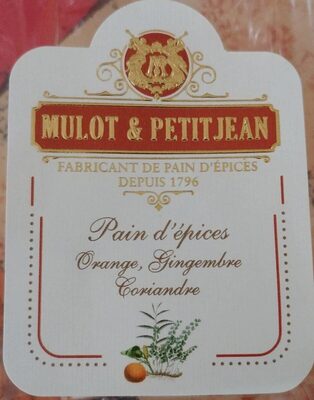 M
MULOT & PETITJEAN
FABRICANT DE PAIN D'ÉPICES
DEPUIS 1796
Pain d'épices
Orange, Gingembre
Coriandre